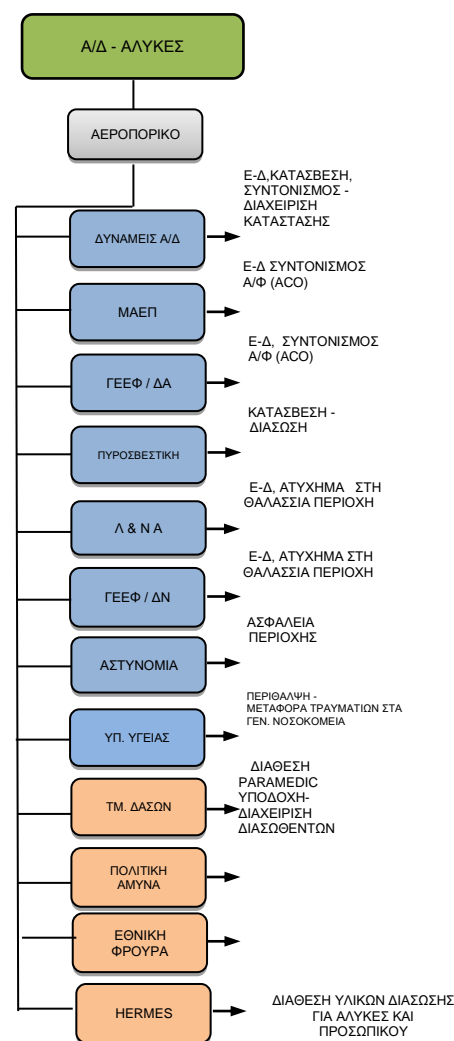 Α/Δ - ΑΛΥΚΕΣ
ΑΕΡΟΠΟΡΙΚΟ
Ε-Δ,ΚΑΤΑΣΒΕΣΗ,
ΣΥΝΤΟΝΙΣΜΟΣ -
ΔΙΑΧΕΙΡΙΣΗ
ΚΑΤΑΣΤΑΣΗΣ
ΔΥΝΑΜΕΙΣ Α/Δ
Ε-Δ ΣΥΝΤΟΝΙΣΜΟΣ
Α/Φ (ACO)
ΜΑΕΠ
Ε-Δ, ΣΥΝΤΟΝΙΣΜΟΣ
Α/Φ (ACO)
ΓΕΕΦ / ΔΑ
ΚΑΤΑΣΒΕΣΗ -
ΔΙΑΣΩΣΗ
ΠΥΡΟΣΒΕΣΤΙΚΗ
Ε-Δ, ΑΤΥΧΗΜΑ ΣΤΗ
ΘΑΛΑΣΣΙΑ ΠΕΡΙΟΧΗ
Λ & Ν Α
Ε-Δ, ΑΤΥΧΗΜΑ ΣΤΗ
ΘΑΛΑΣΣΙΑ ΠΕΡΙΟΧΗ
ΓΕΕΦ / ΔΝ
ΑΣΦΑΛΕΙΑ
ΠΕΡΙΟΧΗΣ
ΑΣΤΥΝΟΜΙΑ
ΠΕΡΙΘΑΛΨΗ -
ΜΕΤΑΦΟΡΑ ΤΡΑΥΜΑΤΙΩΝ ΣΤΑ
ΓΕΝ. ΝΟΣΟΚΟΜΕΙΑ
ΥΠ. ΥΓΕΙΑΣ
ΔΙΑΘΕΣΗ
PARAMEDIC
ΥΠΟΔΟΧΗ-
ΔΙΑΧΕΙΡΙΣΗ
ΔΙΑΣΩΘΕΝΤΩΝ
ΤΜ. ΔΑΣΩΝ
ΠΟΛΙΤΙΚΗ
ΑΜΥΝΑ
ΕΘΝΙΚΗ
ΦΡΟΥΡΑ
HERMES
ΔΙΑΘΕΣΗ ΥΛΙΚΩΝ ΔΙΑΣΩΣΗΣ
ΓΙΑ ΑΛΥΚΕΣ ΚΑΙ
ΠΡΟΣΩΠΙΚΟΥ